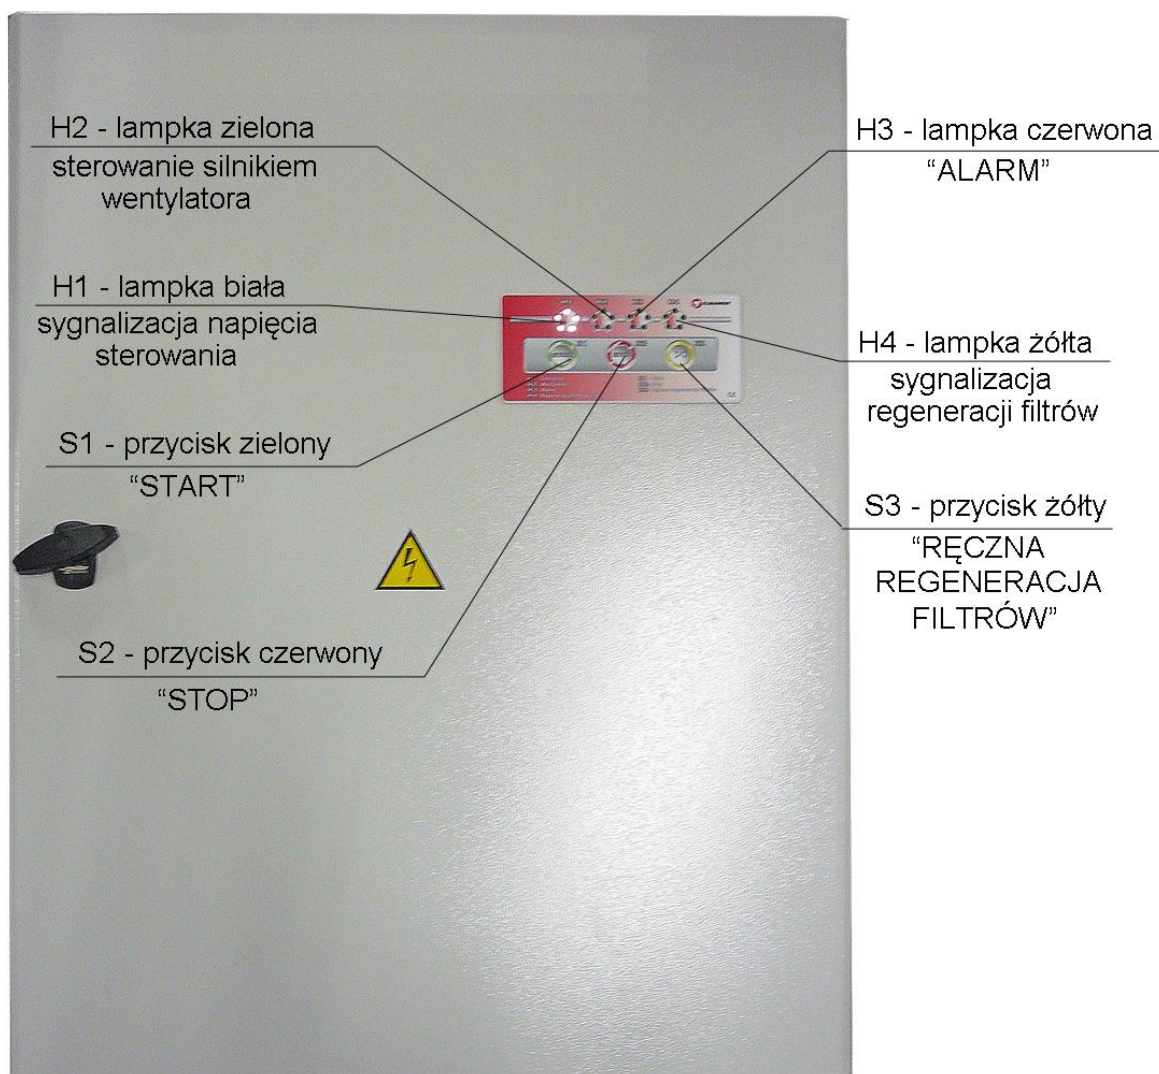 H2 - lampka zielona
sterowanie silnikiem
wentylatora
H1 - lampka biała
sygnalizacja napięcia
sterowania
S1 - przycisk zielony
“START”
S2 - przycisk czerwony
“STOP”
H3 - lampka czerwona
“ALARM”
H4 - lampka żółta
sygnalizacja
regeneracji filtrów
S3 - przycisk żółty
“RĘCZNA
REGENERACJA
FILTRÓW”